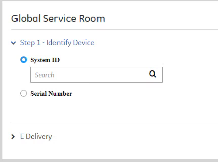 Global Service Room
Step 1 - Identify Device
System ID
Search
Serial Number
L Delivery